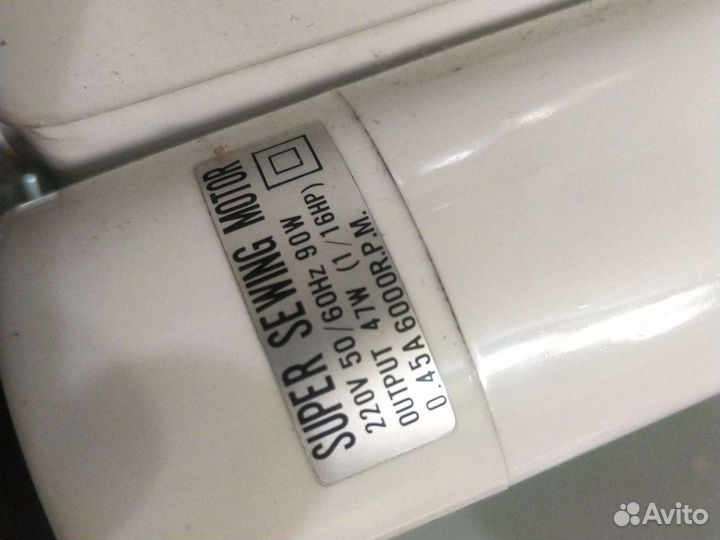 SUPER SEWING MOTOR
220V 50/60Hz 90W
OUTPUT 47W (1/16HP)
0.45A 6000R.P.M.
Avito